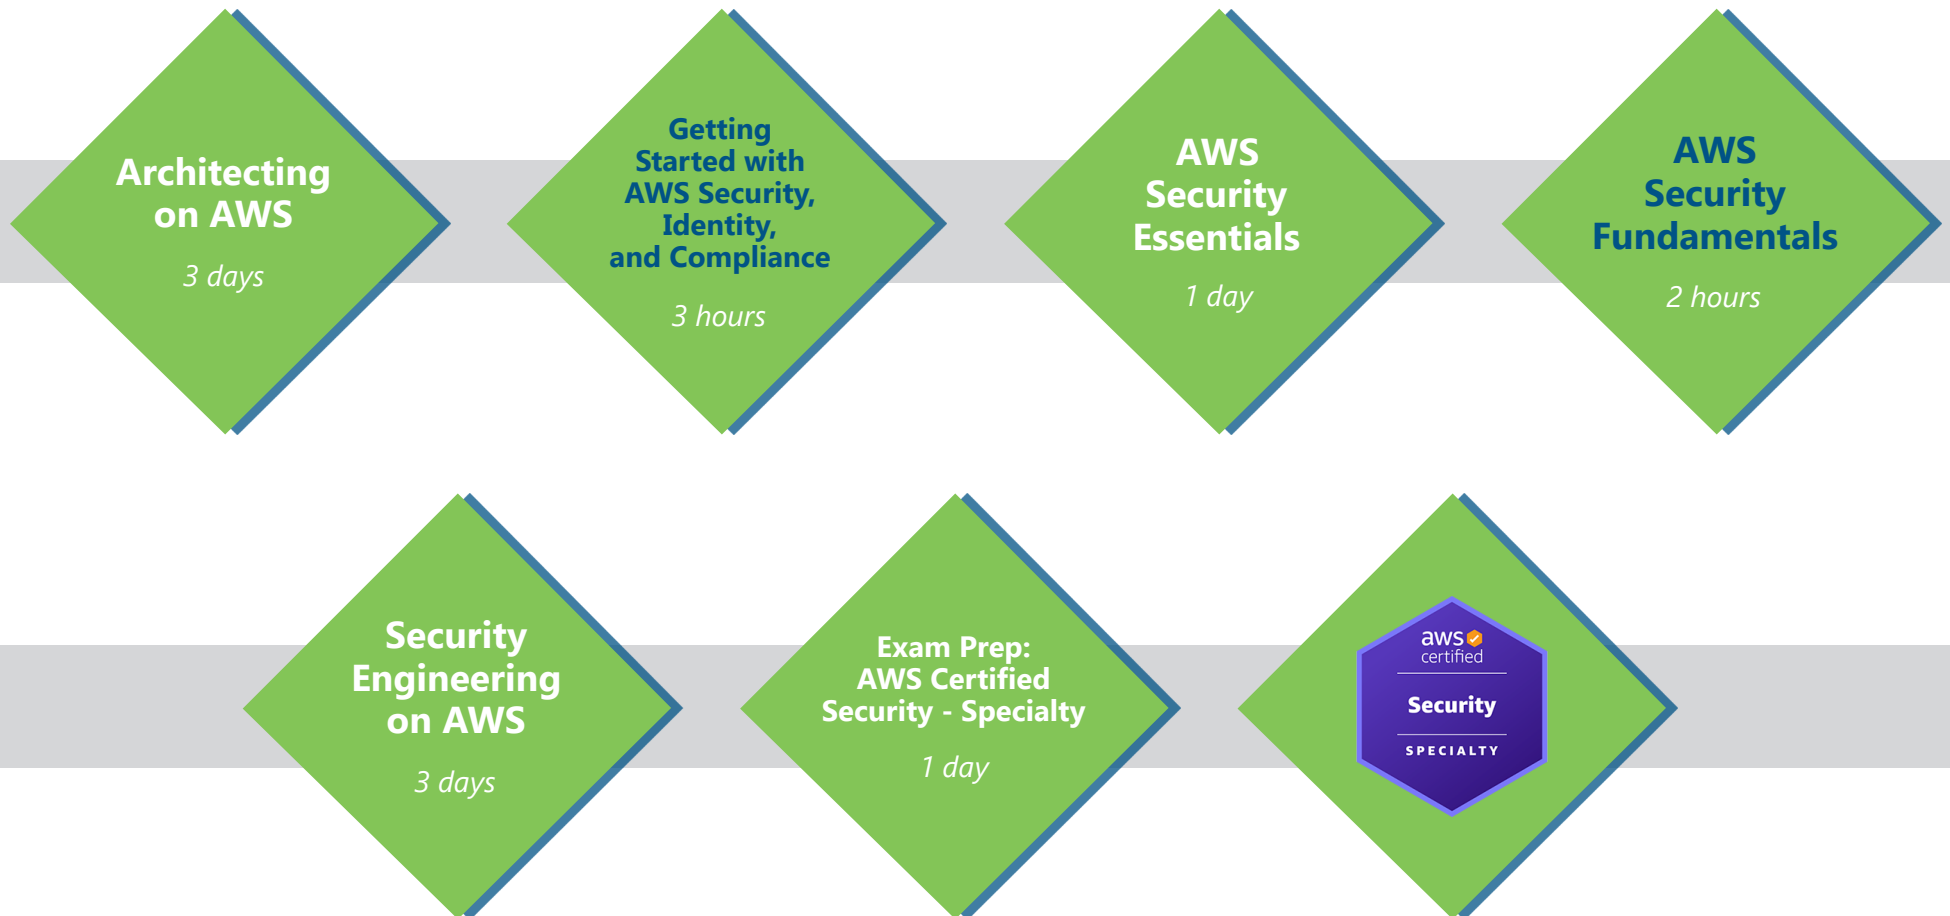 Architecting
on AWS
3 days
Getting
Started with
AWS Security,
Identity,
and Compliance
3 hours
AWS
Security
Essentials
1 day
AWS
Security
Fundamentals
2 hours
Security
Engineering
on AWS
3 days
Exam Prep:
AWS Certified
Security - Specialty
1 day
aws
certified
Security
SPECIALTY